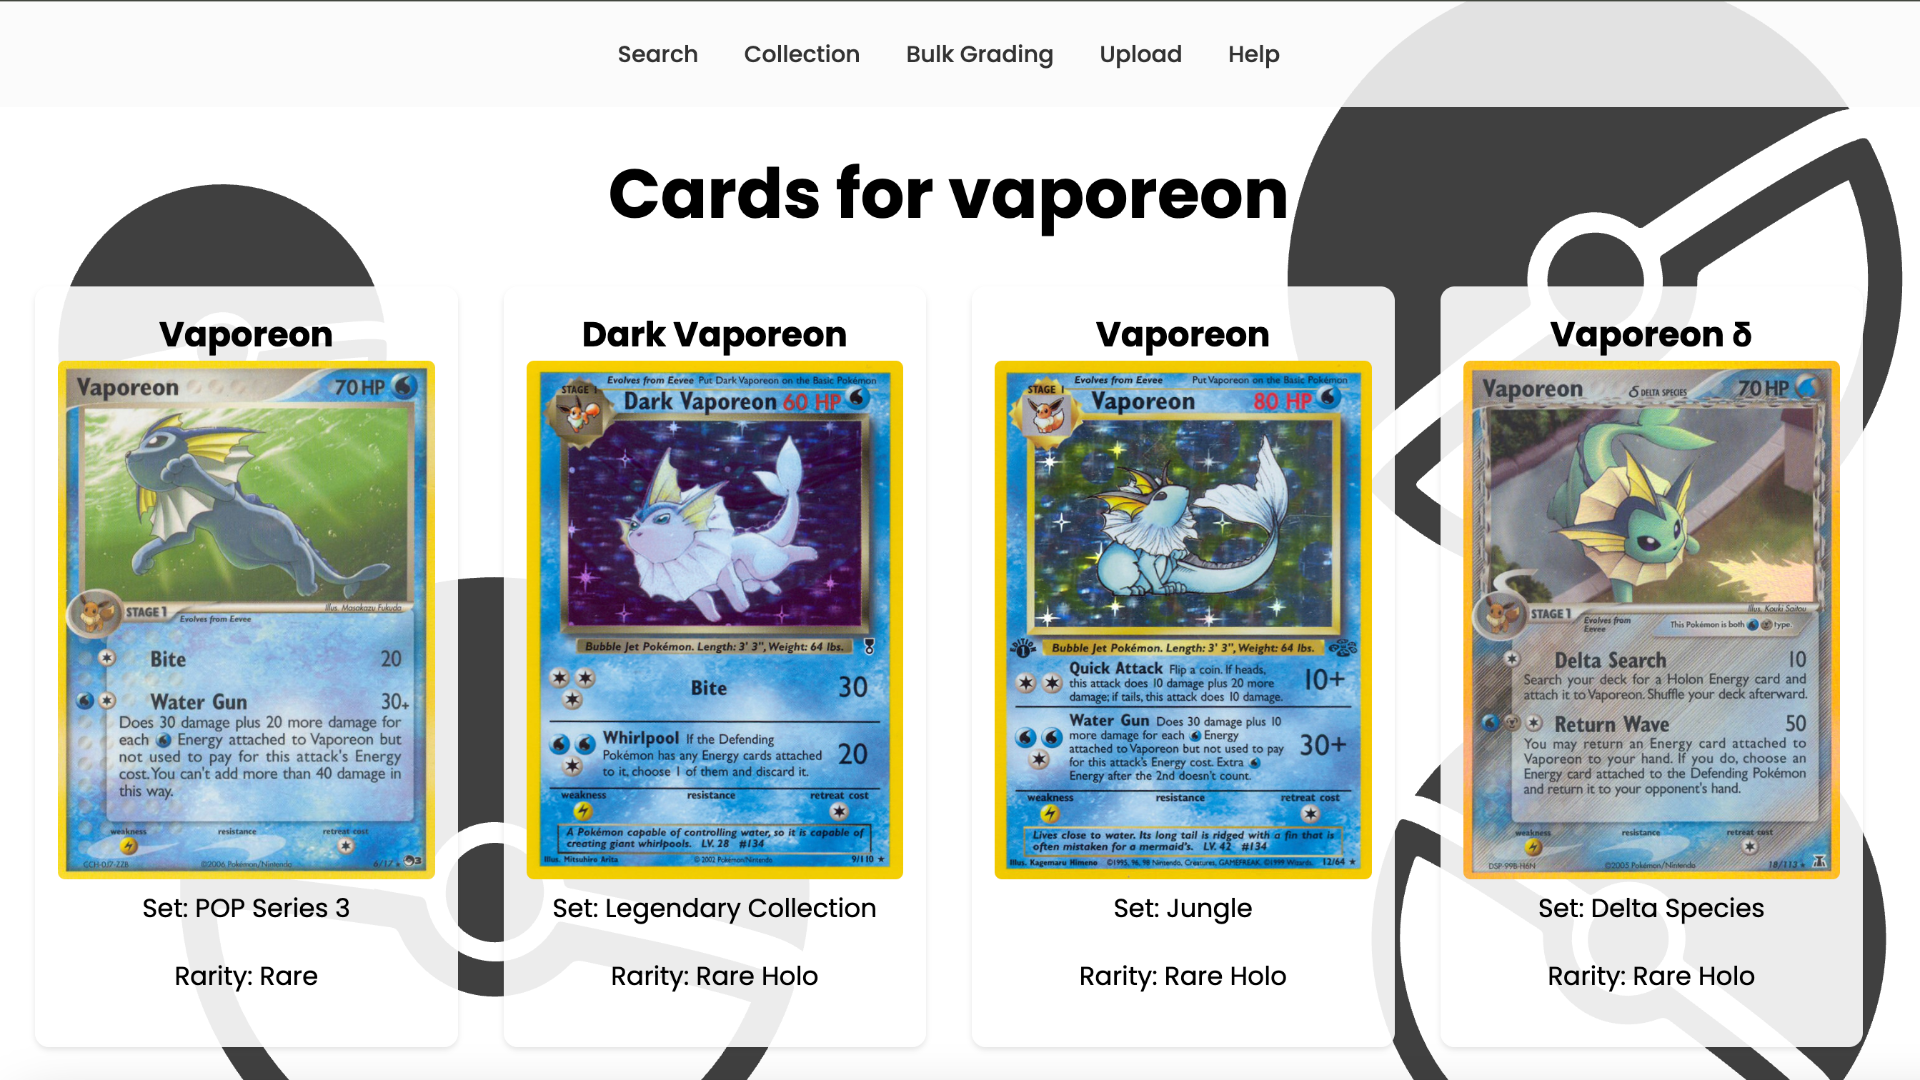 Search Collection Bulk Grading Upload Help
Cards for vaporeon
Vaporeon
Vaporeon 70 HP
Illus. Masakazu Fukuda
STAGE 1
Evolves from Eevee
Bite 20
Water Gun 30+
Does 30 damage plus 20 more damage for
each Energy attached to Vaporeon but
not used to pay for this attack's Energy
cost. You can't add more than 40 damage in
this way.
weakness resistance retreat cost
©2006 Pokémon/Nintendo 6/17
Set: POP Series 3
Rarity: Rare
Dark Vaporeon
STAGE 1 Evolves from Eevee Put Dark Vaporeon on the Basic Pokémon
Dark Vaporeon 60 HP
Bubble Jet Pokémon. Length: 3' 3", Weight: 64 lbs.
Bite 30
Whirlpool If the Defending
Pokémon has any Energy cards attached
to it, choose 1 of them and discard it.
20
weakness resistance retreat cost
A Pokémon capable of controlling water, so it is capable of
creating giant whirlpools. LV. 28 #134
Illus. Mitsuhiro Arita ©2002 Pokémon/Nintendo 9/110
Set: Legendary Collection
Rarity: Rare Holo
Vaporeon
STAGE 1 Evolves from Eevee Put Vaporeon on the Basic Pokémon
Vaporeon 80 HP
EDITION 1
Bubble Jet Pokémon. Length: 3' 3", Weight: 64 lbs.
Quick Attack Flip a coin. If heads,
this attack does 10 damage plus 20 more
damage; if tails, this attack does 10 damage.
10+
Water Gun Does 30 damage plus 10
more damage for each Energy
attached to Vaporeon but not used to pay
for this attack's Energy cost. Extra
Energy after the 2nd doesn't count.
30+
weakness resistance retreat cost
Lives close to water. Its long tail is ridged with a fin that is
often mistaken for a mermaid's. LV. 42 #134
Illus. Kagemaru Himeno ©1995, 96, 98 Nintendo, Creatures, GAMEFREAK. ©1999 Wizards. 12/64
Set: Jungle
Rarity: Rare Holo
Vaporeon δ
Vaporeon δ DELTA SPECIES 70 HP
Illus. Kouki Saitou
STAGE 1
Evolves from
Eevee
This Pokémon is both type.
Delta Search 10
Search your deck for a Holon Energy card and
attach it to Vaporeon. Shuffle your deck afterward.
Return Wave 50
You may return an Energy card attached to
Vaporeon to your hand. If you do, choose an
Energy card attached to the Defending Pokémon
and return it to your opponent's hand.
weakness resistance retreat cost
©2005 Pokémon/Nintendo 18/113
Set: Delta Species
Rarity: Rare Holo